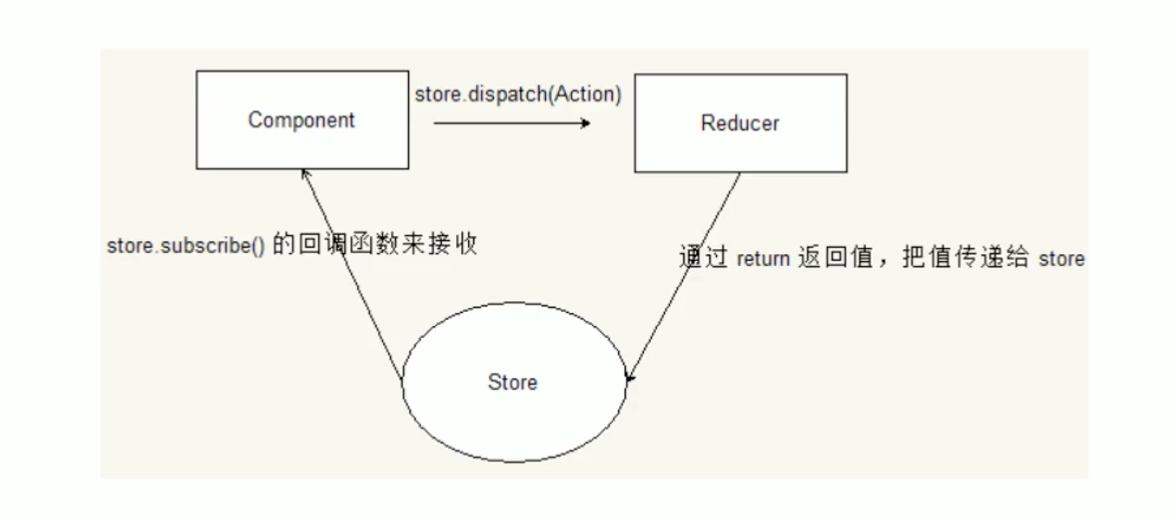 store.dispatch(Action)
Component
Reducer
store.subscribe() 的回调函数来接收
通过 return 返回值，把值传递给 store
Store